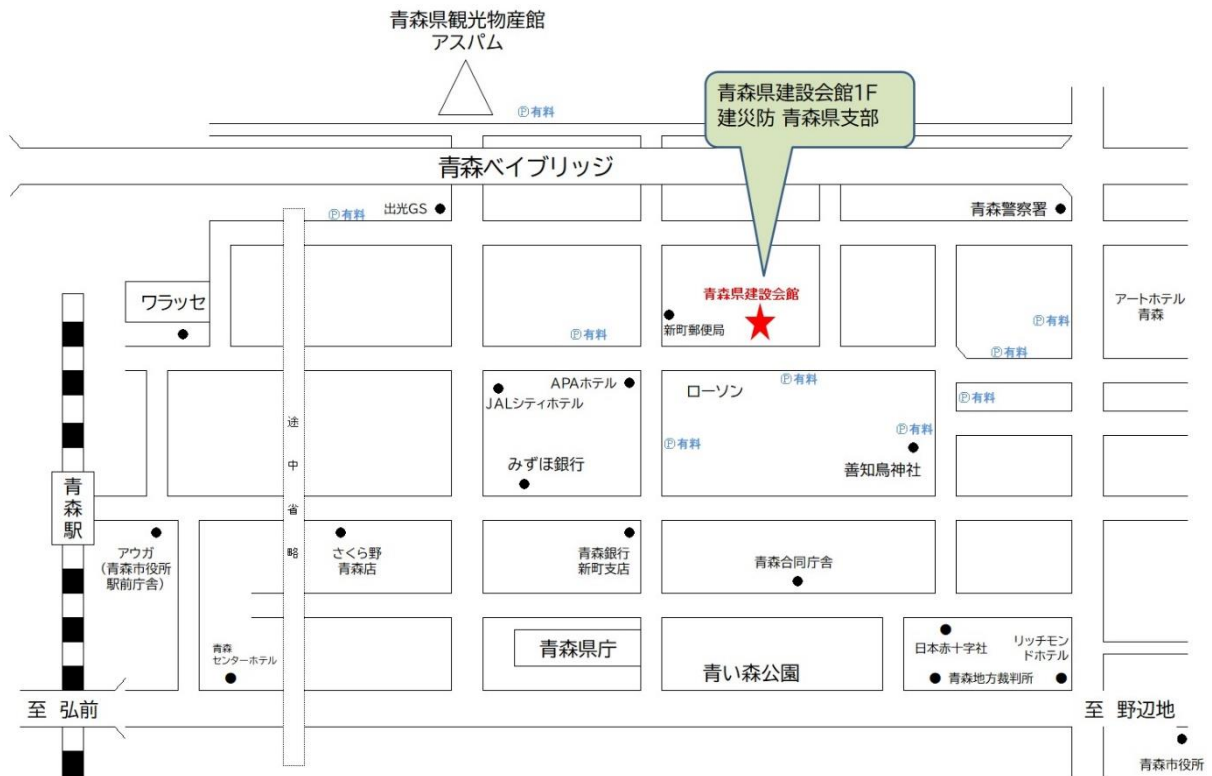 青森県観光物産館
アスパム
Ⓟ有料
青森県建設会館1F
建災防 青森県支部
青森ベイブリッジ
Ⓟ有料
出光GS
青森警察署
ワラッセ
青森県建設会館
新町郵便局
Ⓟ有料
Ⓟ有料
Ⓟ有料
アートホテル
青森
APAホテル
JALシティホテル
ローソン
Ⓟ有料
Ⓟ有料
Ⓟ有料
Ⓟ有料
みずほ銀行
善知鳥神社
途中省略
青森駅
アウガ
(青森市役所
駅前庁舎)
さくら野
青森店
青森銀行
新町支店
青森合同庁舎
青森
センターホテル
青森県庁
青い森公園
日本赤十字社
リッチモン
ドホテル
青森地方裁判所
至 弘前
至 野辺地
青森市役所